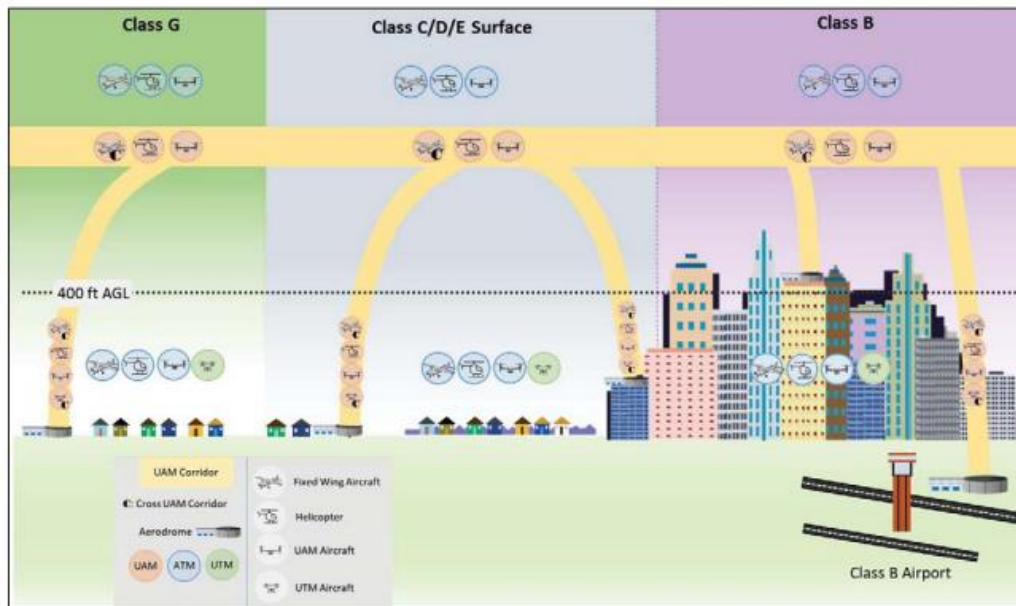 Class G
Class C/D/E Surface
Class B
400 ft AGL
UAM Corridor
Cross UAM Corridor
Aerodrome
UAM
ATM
UTM
Fixed Wing Aircraft
Helicopter
UAM Aircraft
UTM Aircraft
Class B Airport